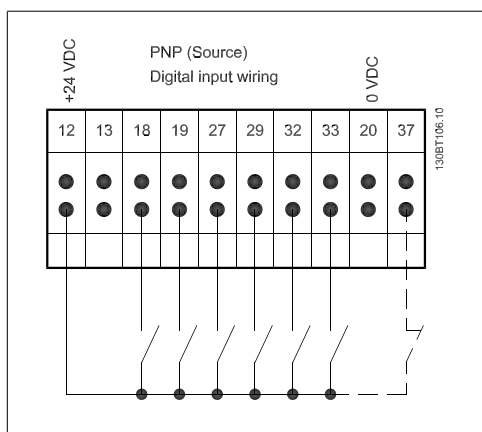 PNP (Source)
Digital input wiring
+24 VDC
0 VDC
12 13 18 19 27 29 32 33 20 37
130BT106.10